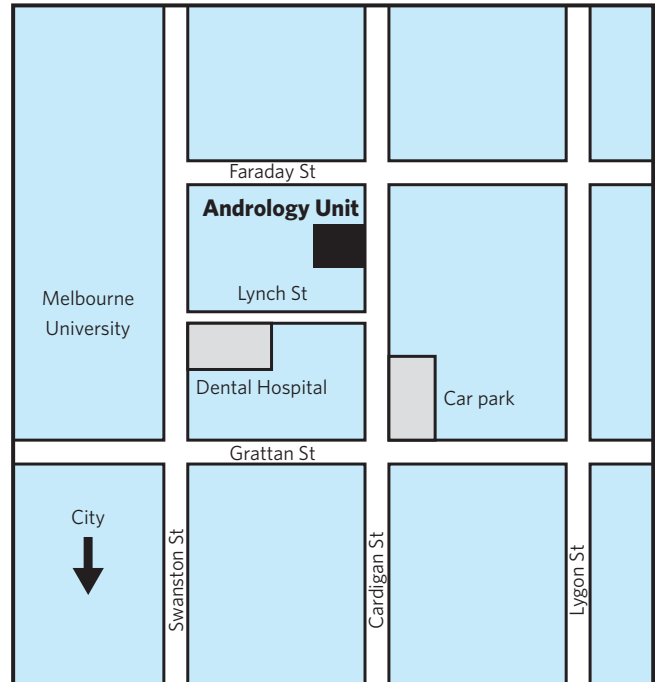 Faraday St
Andrology Unit
Lynch St
Melbourne
University
Dental Hospital
Car park
Grattan St
City
Swanston St
Cardigan St
Lygon St